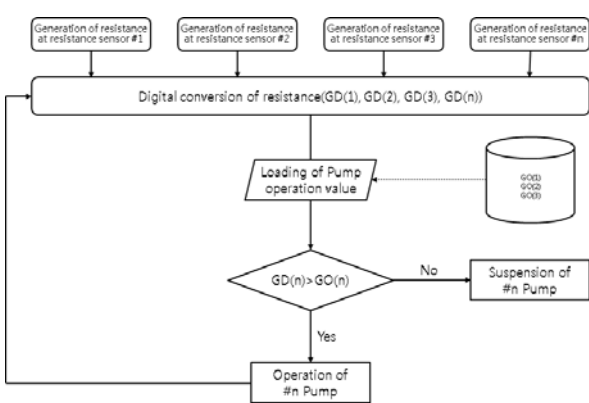 Generation of resistance
at resistance sensor #1
Generation of resistance
at resistance sensor #2
Generation of resistance
at resistance sensor #3
Generation of resistance
at resistance sensor #n
Digital conversion of resistance(GD(1), GD(2), GD(3), GD(n))
Loading of Pump
operation value
GO(1)
GO(2)
GO(3)
GD(n)>GO(n)
No
Suspension of
#n Pump
Yes
Operation of
#n Pump